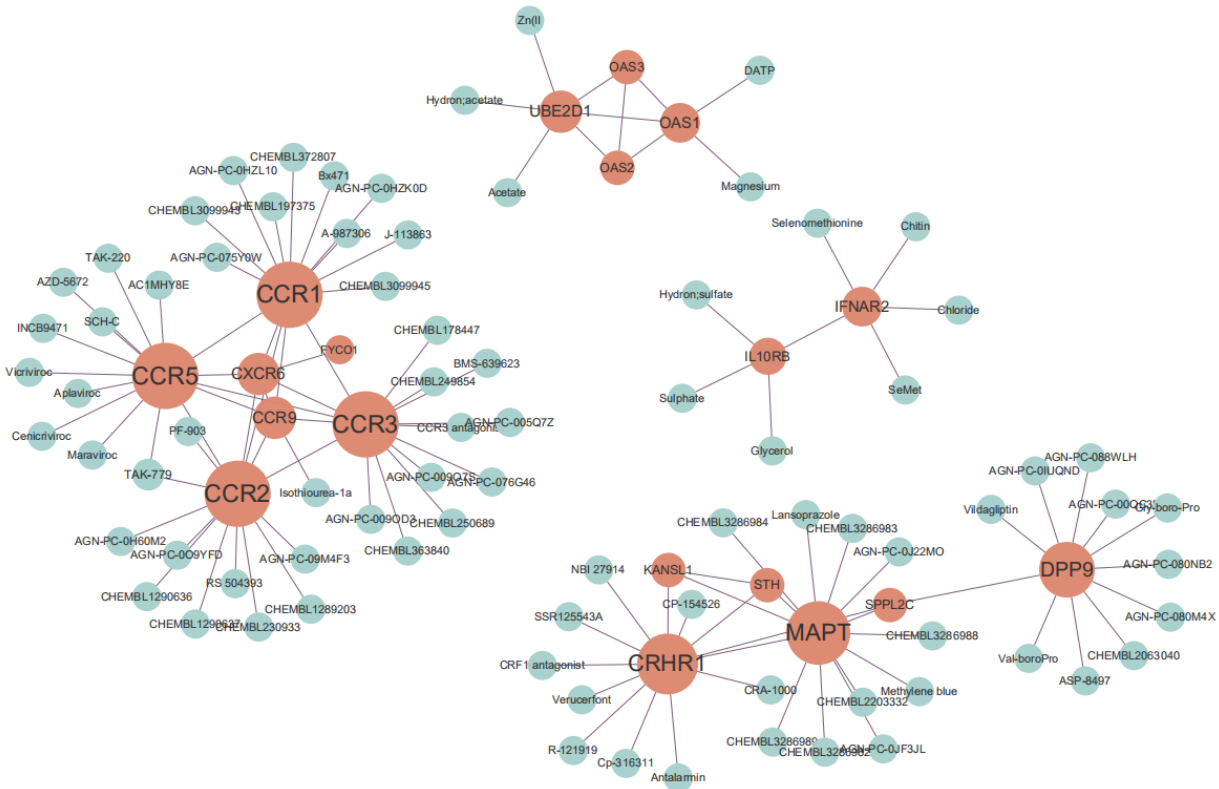 Zn(II
OAS3
DATP
Hydron;acetate
UBE2D1
OAS1
OAS2
Acetate
Magnesium
CHEMBL372807
AGN-PC-0HZL10
Bx471
AGN-PC-0HZK0D
CHEMBL3099943
CHEMBL197375
A-987306
J-113863
AGN-PC-075Y0W
TAK-220
AZD-5672
AC1MHY8E
CCR1
CHEMBL3099945
INCB9471
SCH-C
CHEMBL178447
FYCO1
BMS-639623
Vicriviroc
CCR5
CXCR6
CHEMBL249854
Aplaviroc
CCR9
CCR3
CCR3 antagonis
AGN-PC-005Q7Z
Cenicriviroc
PF-903
Maraviroc
TAK-779
CCR2
Isothiourea-1a
AGN-PC-009Q7S
AGN-PC-076G46
AGN-PC-009QD3
CHEMBL250689
CHEMBL363840
AGN-PC-0H60M2
AGN-PC-0O9YFD
AGN-PC-09M4F3
RS 504393
CHEMBL1290636
CHEMBL1289203
CHEMBL1290637
CHEMBL230933
Selenomethionine
Chitin
Hydron;sulfate
IFNAR2
Chloride
IL10RB
Sulphate
SeMet
Glycerol
AGN-PC-088WLH
AGN-PC-0IUQND
Vildagliptin
Gly-boro-Pro
DPP9
AGN-PC-080NB2
AGN-PC-080M4X
CHEMBL2063040
Val-boroPro
ASP-8497
Lansoprazole
CHEMBL3286984
CHEMBL3286983
AGN-PC-0J22MO
NBI 27914
KANSL1
STH
CP-154526
SPPL2C
SSR125543A
MAPT
CHEMBL3286988
CRF1 antagonist
CRHR1
CRA-1000
Methylene blue
Verucerfont
CHEMBL2203332
R-121919
CHEMBL3286989
CHEMBL3286982
AGN-PC-0JF3JL
Cp-316311
Antalarmin